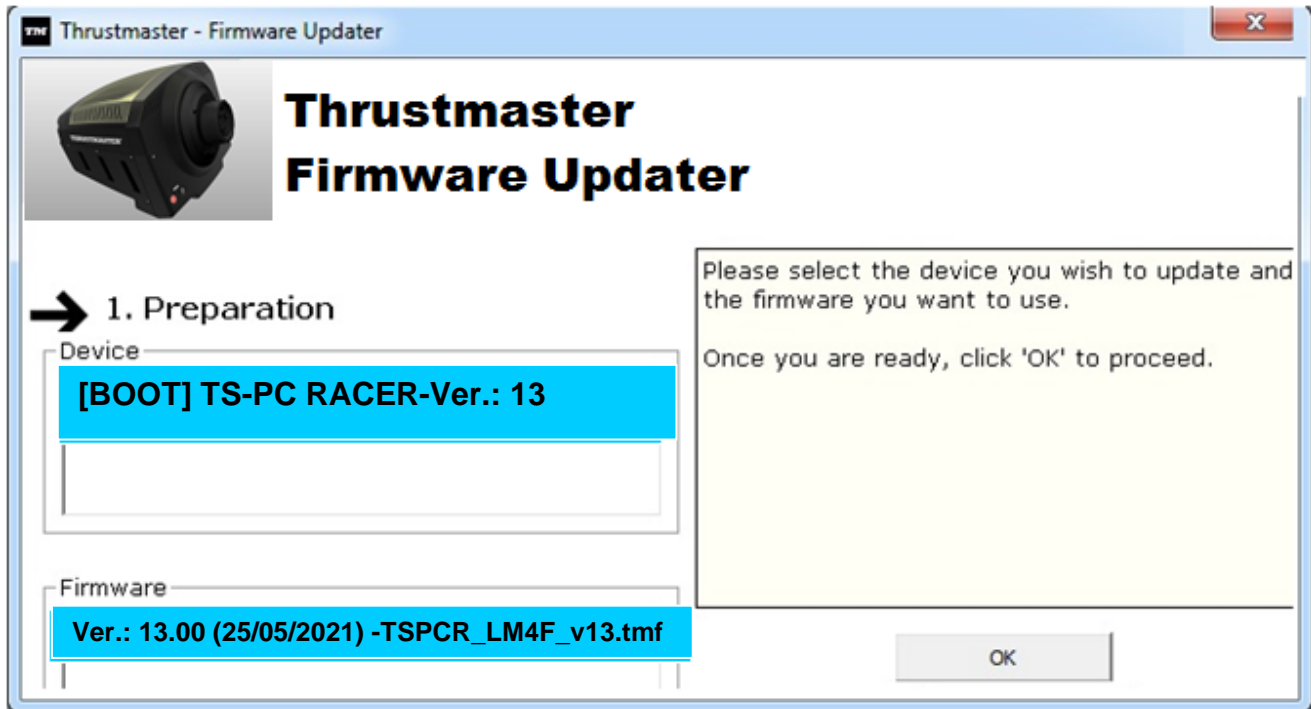 Thrustmaster - Firmware Updater
Thrustmaster
Firmware Updater
1. Preparation
Device
[BOOT] TS-PC RACER-Ver.: 13
Firmware
Ver.: 13.00 (25/05/2021) -TSPCR_LM4F_v13.tmf
Please select the device you wish to update and
the firmware you want to use.
Once you are ready, click 'OK' to proceed.
OK